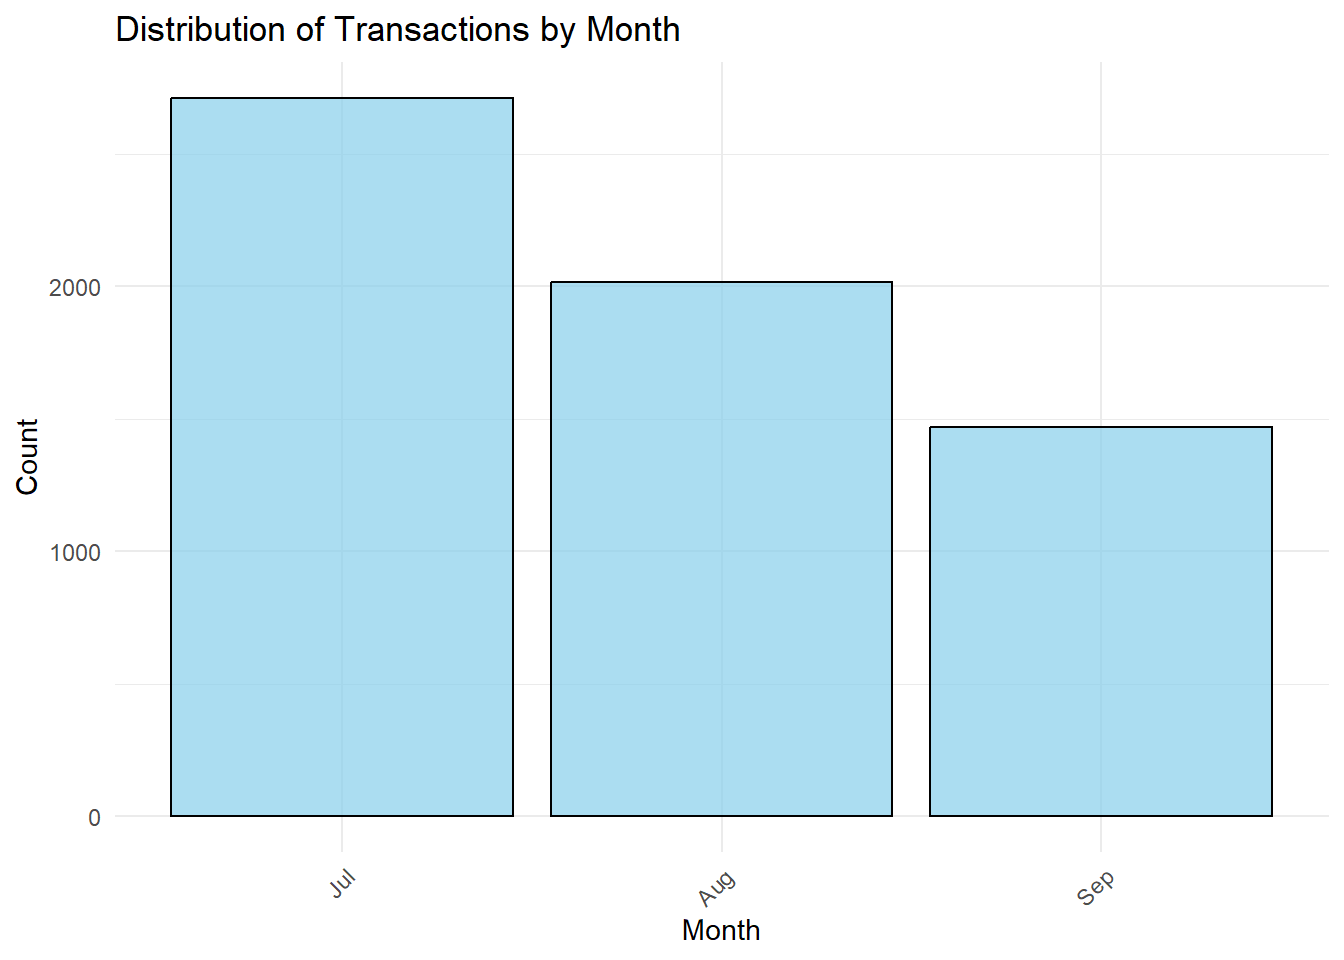 Distribution of Transactions by Month
Count
2000
1000
0
Jul
Aug
Sep
Month